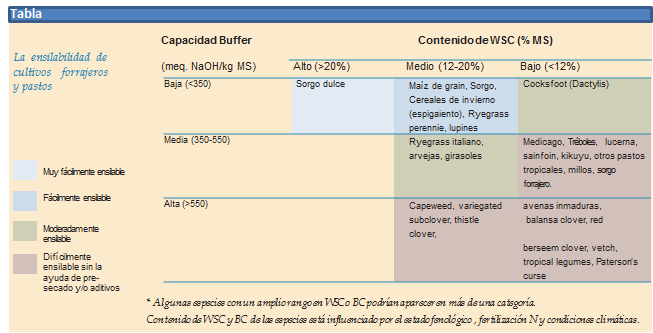 Tabla
La ensilabilidad de
cultivos forrajeros
y pastos
Capacidad Buffer
Contenido de WSC (% MS)
(meq. NaOH/kg MS)
Alto (>20%)
Medio (12-20%)
Bajo (<12%)
Baja (<350)
Sorgo dulce
Maíz de grain, Sorgo,
Cereales de invierno
(espigaiento), Ryegrass
perennie, lupines
Cocksfoot (Dactylis)
Media (350-550)
Ryegrass italiano,
arvejas, girasoles
Medicago, Tréboles, lucerna,
sainfoin, kikuyu, otros pastos
tropicales, millos, sorgo
forrajero.
Alta (>550)
Capeweed, variegated
subclover, thistle
clover,
avenas inmaduras,
balansa clover, red
berseem clover, vetch,
tropical legumes, Paterson's
curse
Muy fácilmente ensilable
Fácilmente ensilable
Moderadamente
ensilable
Difícilmente
ensilable sin la
ayuda de pre-
secado y/o aditivos
* Algunas especies con un amplio rango en WSC o BC podrían aparecer en más de una categoría.
Contenido de WSC y BC de las especies está influenciado por el estado fenológico , fertilización N y condiciones climáticas.